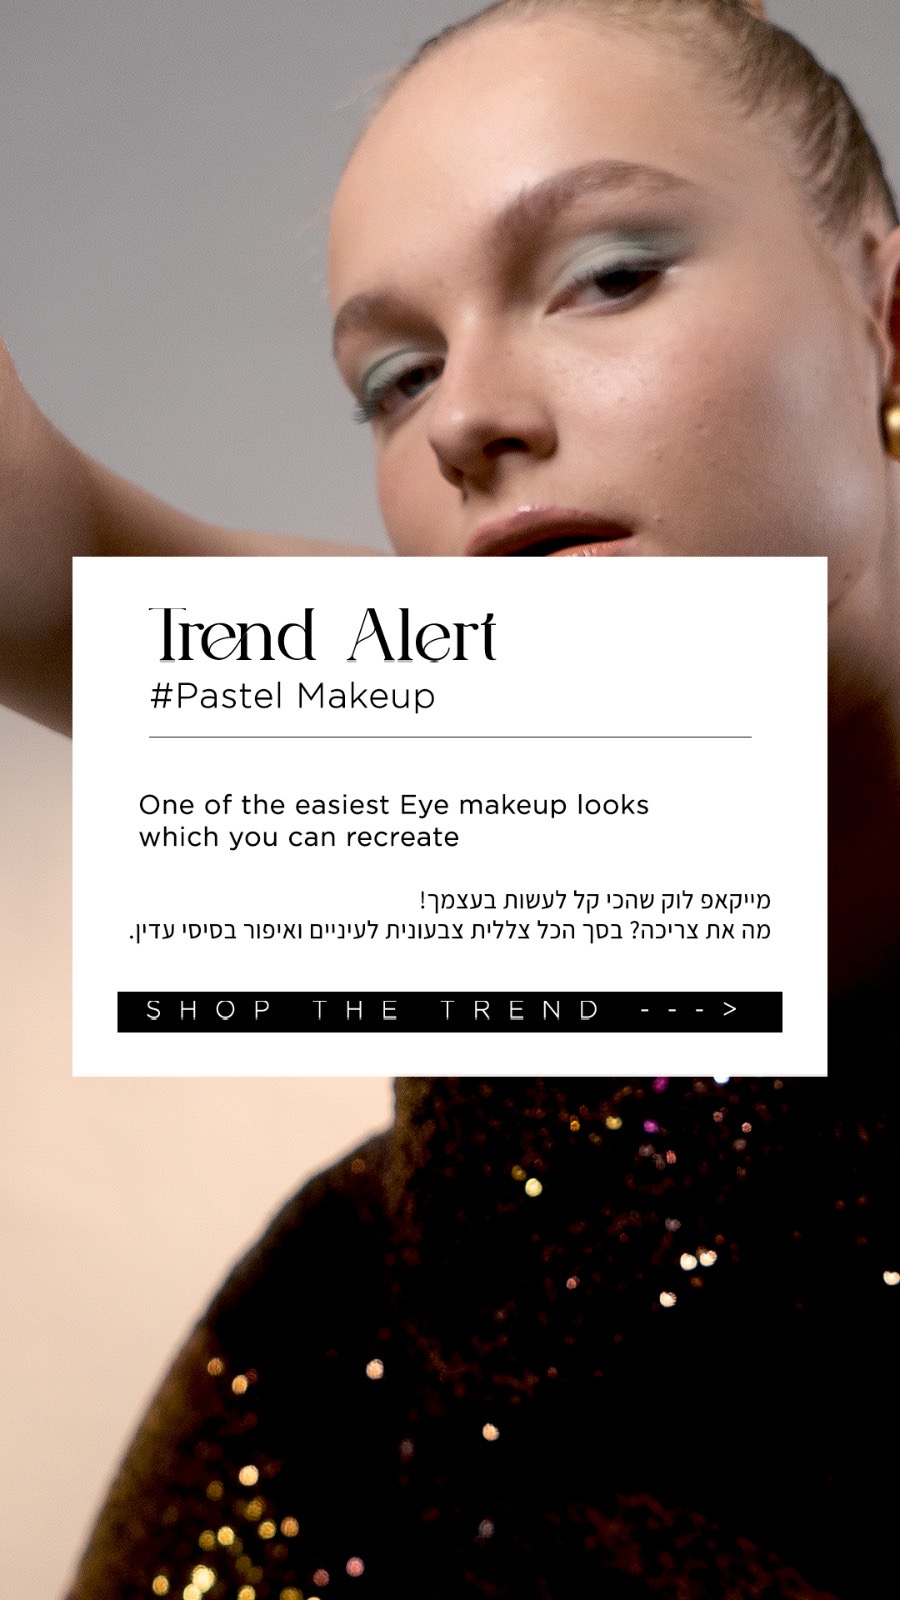 Trend Alert
#Pastel Makeup
One of the easiest Eye makeup looks
which you can recreate
מייקאפ לוק שהכי קל לעשות בעצמך!
מה את צריכה? בסך הכל צללית צבעונית לעיניים ואיפור בסיסי עדין.
SHOP THE TREND --->